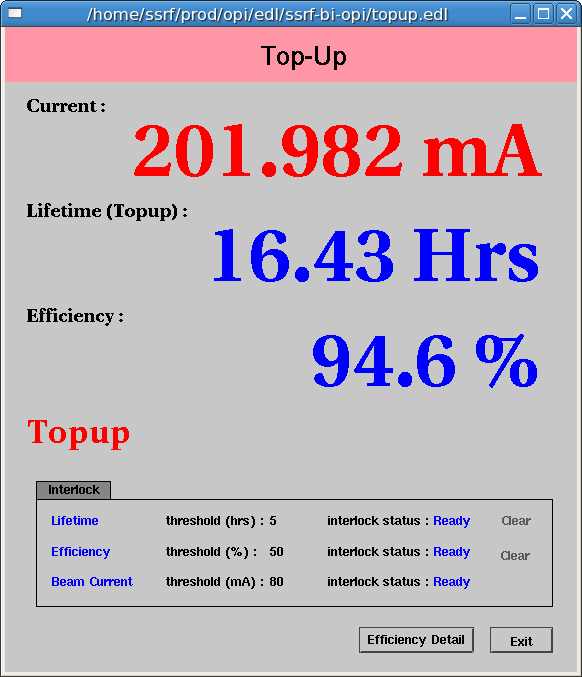 /home/ssrf/prod/opi/edl/ssrf-bi-opi/topup.edl
Top-Up
Current :
201.982 mA
Lifetime (Topup) :
16.43 Hrs
Efficiency :
94.6 %
Topup
Interlock
Lifetime threshold (hrs) : 5 interlock status : Ready Clear
Efficiency threshold (%) : 50 interlock status : Ready Clear
Beam Current threshold (mA) : 80 interlock status : Ready
Efficiency Detail Exit